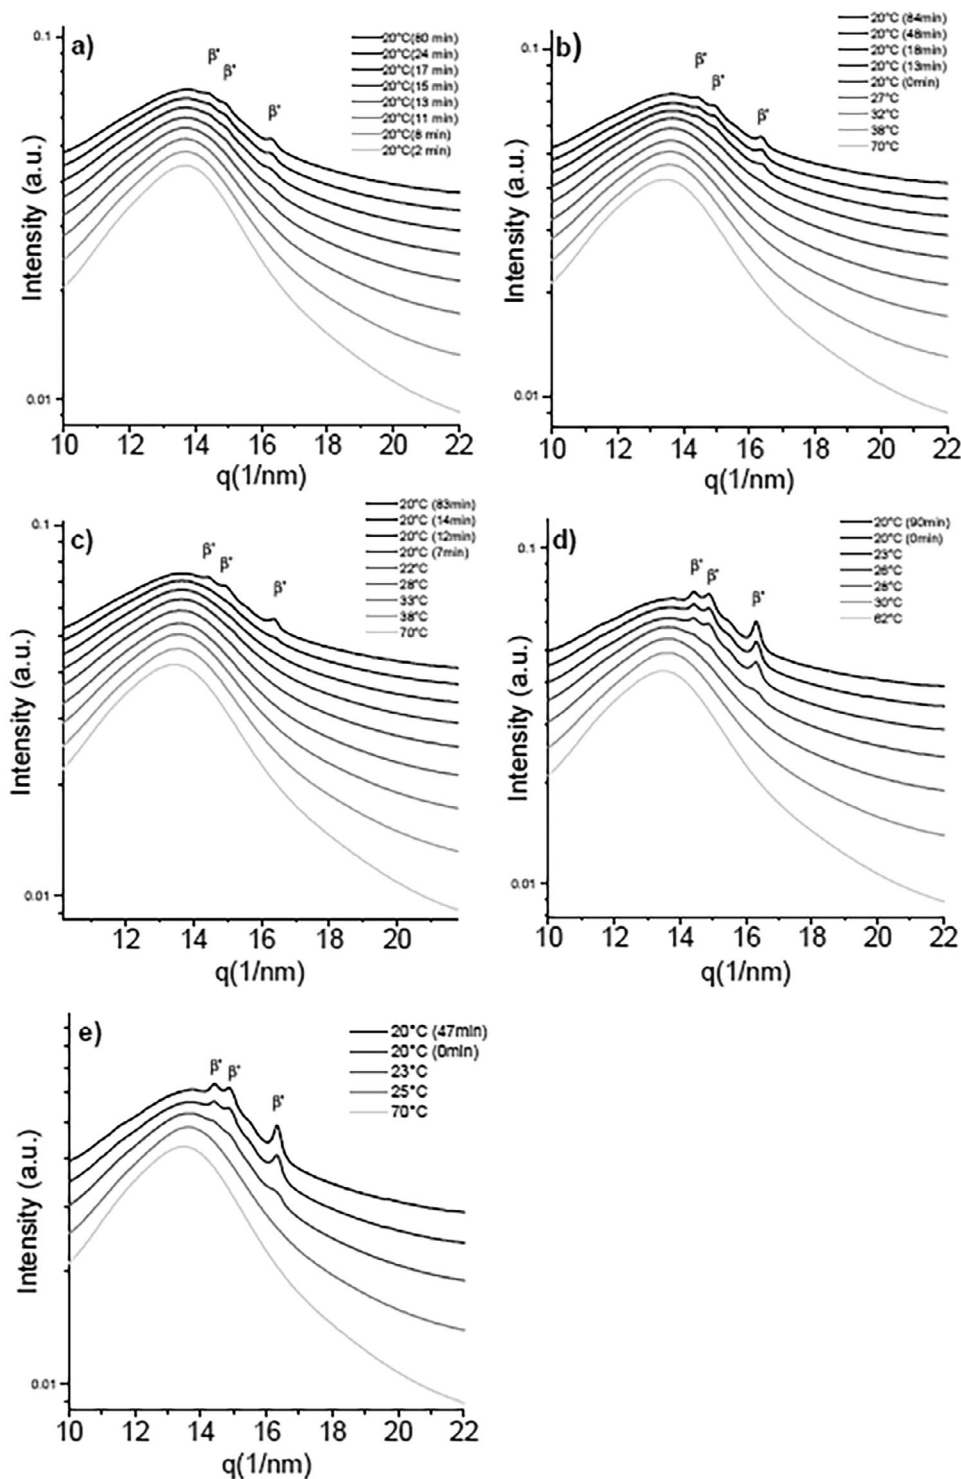 a)
0.1
20°C(80 min)
20°C(24 min)
20°C(17 min)
20°C(15 min)
20°C(13 min)
20°C(11 min)
20°C(8 min)
20°C(2 min)
β'
β'
β'
Intensity (a.u.)
0.01
10 12 14 16 18 20 22
q(1/nm)
b)
0.1
20°C (84min)
20°C (48min)
20°C (18min)
20°C (13min)
20°C (0min)
27°C
32°C
38°C
70°C
β'
β'
β'
Intensity (a.u.)
0.01
10 12 14 16 18 20 22
q(1/nm)
c)
0.1
20°C (83min)
20°C (14min)
20°C (12min)
20°C (7min)
22°C
28°C
33°C
38°C
70°C
β'
β'
β'
Intensity (a.u.)
0.01
12 14 16 18 20
q(1/nm)
d)
0.1
20°C (90min)
20°C (0min)
23°C
26°C
28°C
30°C
62°C
β'
β'
β'
Intensity (a.u.)
0.01
10 12 14 16 18 20 22
q(1/nm)
e)
20°C (47min)
20°C (0min)
23°C
25°C
70°C
β'
β'
β'
Intensity (a.u.)
0.01
10 12 14 16 18 20 22
q(1/nm)